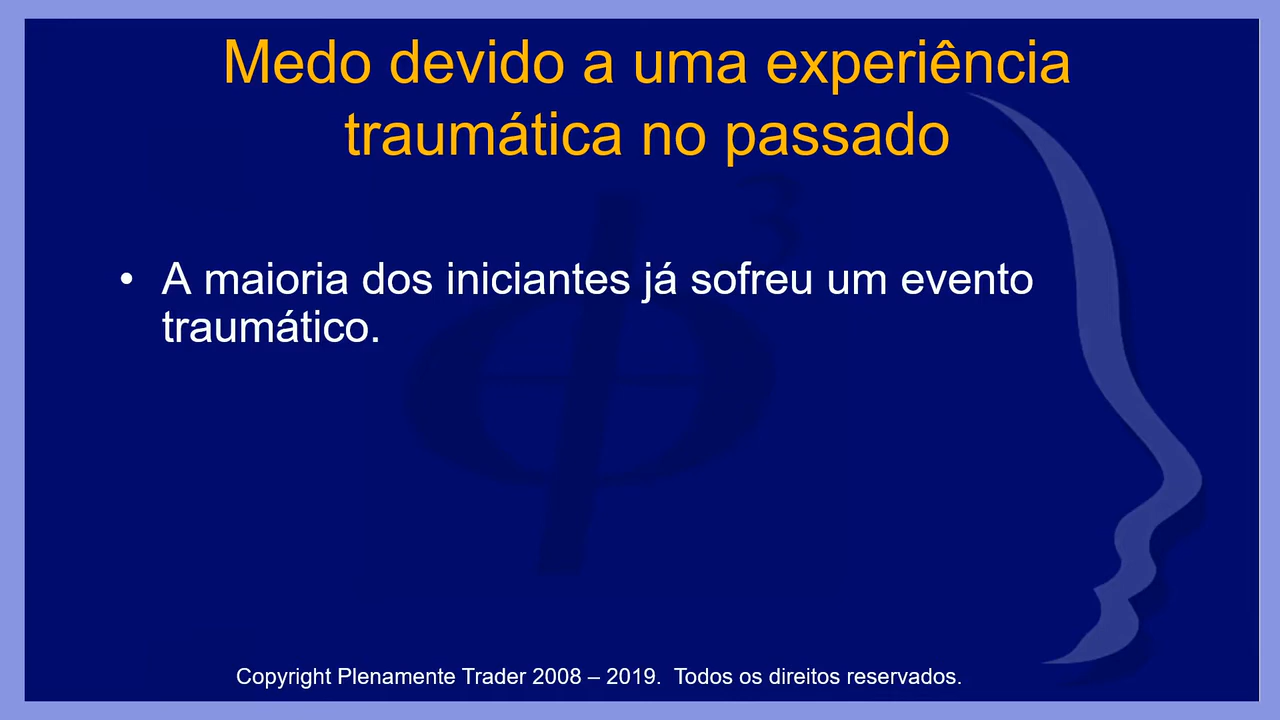 Medo devido a uma experiência
traumática no passado
• A maioria dos iniciantes já sofreu um evento
traumático.
Copyright Plenamente Trader 2008 – 2019.  Todos os direitos reservados.